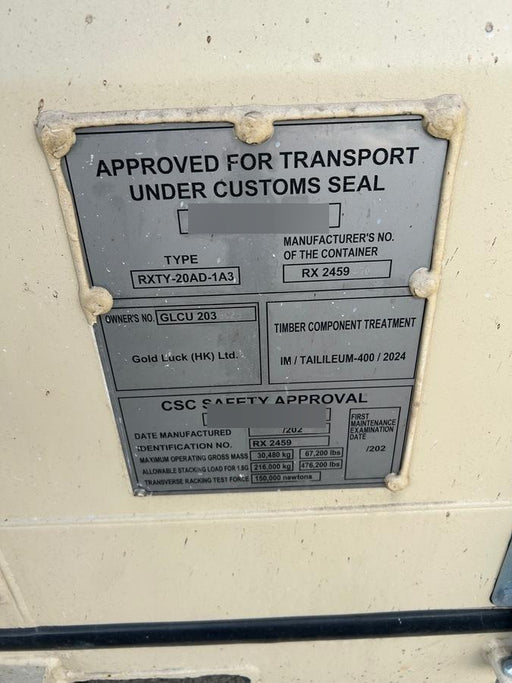 APPROVED FOR TRANSPORT
UNDER CUSTOMS SEAL
TYPE
RXTY-20AD-1A3
MANUFACTURER'S NO.
OF THE CONTAINER
RX 2459
OWNER'S NO. GLCU 203
Gold Luck (HK) Ltd.
TIMBER COMPONENT TREATMENT
IM / TAILILEUM-400 / 2024
CSC SAFETY APPROVAL
DATE MANUFACTURED /202
IDENTIFICATION NO. RX 2459
MAXIMUM OPERATING GROSS MASS 30,480 kg 67,200 lbs
ALLOWABLE STACKING LOAD FOR 1.8G 216,000 kg 476,200 lbs
TRANSVERSE RACKING TEST FORCE 150,000 newtons
FIRST
MAINTENANCE
EXAMINATION
DATE
/202